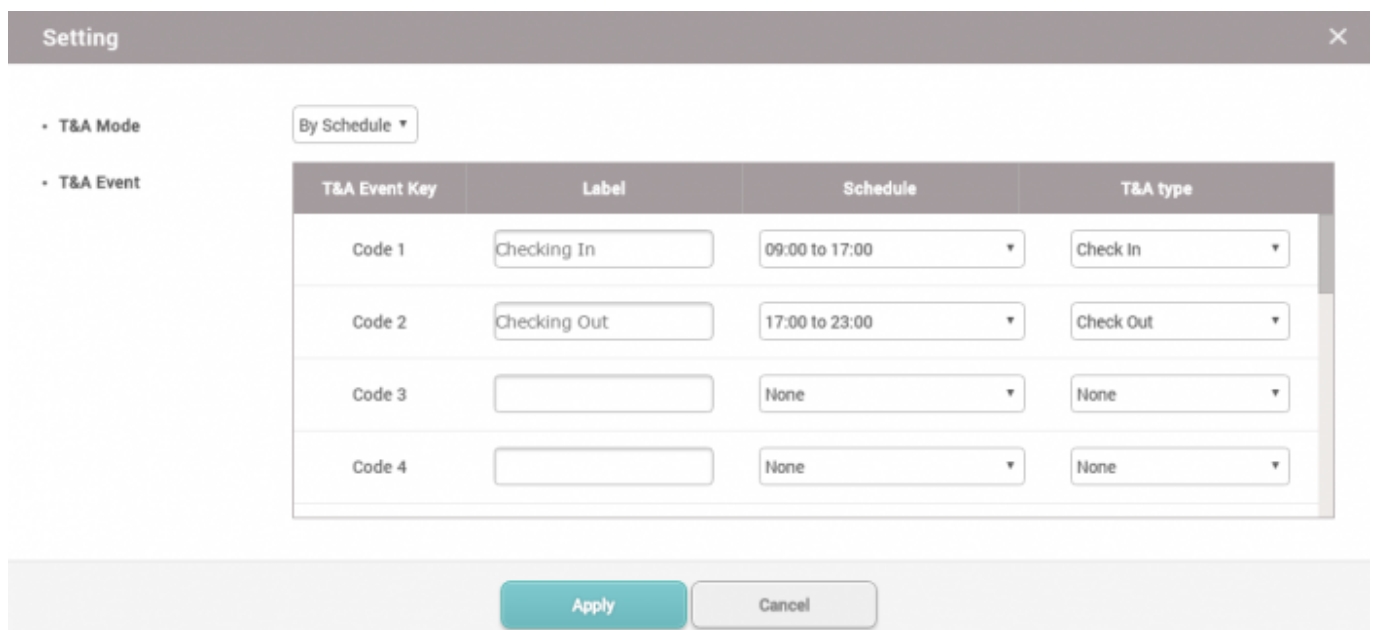 Setting
• T&A Mode By Schedule
• T&A Event
T&A Event Key Label Schedule T&A type
Code 1 Checking In 09:00 to 17:00 Check In
Code 2 Checking Out 17:00 to 23:00 Check Out
Code 3 None None
Code 4 None None
Apply Cancel